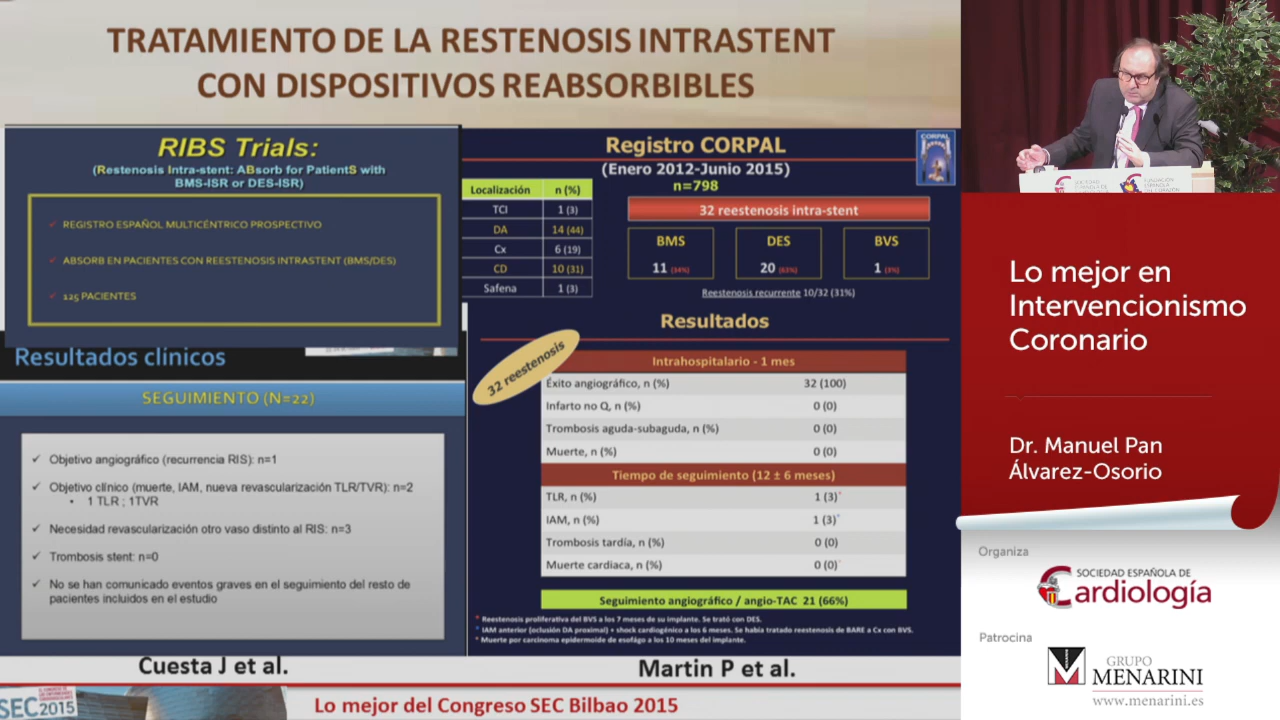 TRATAMIENTO DE LA RESTENOSIS INTRASTENT
CON DISPOSITIVOS REABSORBIBLES
RIBS Trials:
(Restenosis Intra-stent: ABsorb for PatientS with
BMS-ISR or DES-ISR)
✓ REGISTRO ESPAÑOL MULTICÉNTRICO PROSPECTIVO
✓ ABSORB EN PACIENTES CON REESTENOSIS INTRASTENT (BMS/DES)
✓ 125 PACIENTES
Resultados clínicos
SEGUIMIENTO (N=22)
✓ Objetivo angiográfico (recurrencia RIS): n=1
✓ Objetivo clínico (muerte, IAM, nueva revascularización TLR/TVR): n=2
• 1 TLR ; 1TVR
✓ Necesidad revascularización otro vaso distinto al RIS: n=3
✓ Trombosis stent: n=0
✓ No se han comunicado eventos graves en el seguimiento del resto de
pacientes incluidos en el estudio
Cuesta J et al.
Registro CORPAL
(Enero 2012-Junio 2015)
n=798
CORPAL
Localización n (%)
TCI 1 (3)
DA 14 (44)
Cx 6 (19)
CD 10 (31)
Safena 1 (3)
32 reestenosis intra-stent
BMS DES BVS
11 (34%) 20 (63%) 1 (3%)
Reestenosis recurrente 10/32 (31%)
Resultados
32 reestenosis
Intrahospitalario - 1 mes
Éxito angiográfico, n (%) 32 (100)
Infarto no Q, n (%) 0 (0)
Trombosis aguda-subaguda, n (%) 0 (0)
Muerte, n (%) 0 (0)
Tiempo de seguimiento (12 ± 6 meses)
TLR, n (%) 1 (3)*
IAM, n (%) 1 (3)*
Trombosis tardía, n (%) 0 (0)
Muerte cardiaca, n (%) 0 (0)*
Seguimiento angiográfico / angio-TAC 21 (66%)
* Reestenosis proliferativa del BVS a los 7 meses de su implante. Se trató con DES.
* IAM anterior (oclusión DA proximal) + shock cardiogénico a los 6 meses. Se había tratado reestenosis de BARE a Cx con BVS.
* Muerte por carcinoma epidermoide de esofágo a los 10 meses del implante.
Martin P et al.
SEC
2015
Lo mejor del Congreso SEC Bilbao 2015
Lo mejor en
Intervencionismo
Coronario
Dr. Manuel Pan
Álvarez-Osorio
Organiza
SOCIEDAD ESPAÑOLA DE
Cardiología
Patrocina
GRUPO
MENARINI
www.menarini.es